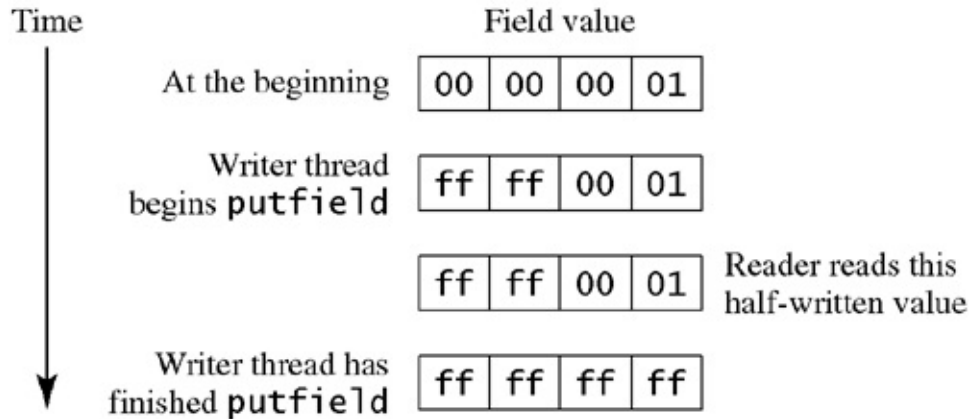 Time
Field value
At the beginning
00 00 00 01
Writer thread
begins putfield
ff ff 00 01
ff ff 00 01
Reader reads this
half-written value
Writer thread has
finished putfield
ff ff ff ff